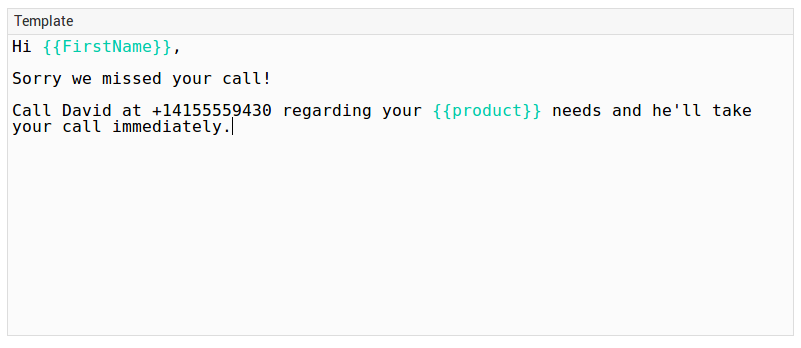 Template
Hi {{FirstName}},
Sorry we missed your call!
Call David at +14155559430 regarding your {{product}} needs and he'll take
your call immediately.